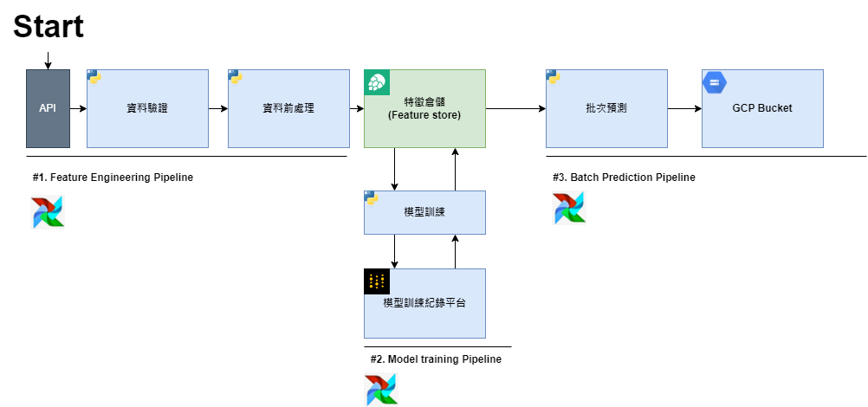 Start
API
資料驗證
資料前處理
特徵倉儲
(Feature store)
批次預測
GCP Bucket
#1. Feature Engineering Pipeline
#3. Batch Prediction Pipeline
模型訓練
模型訓練紀錄平台
#2. Model training Pipeline